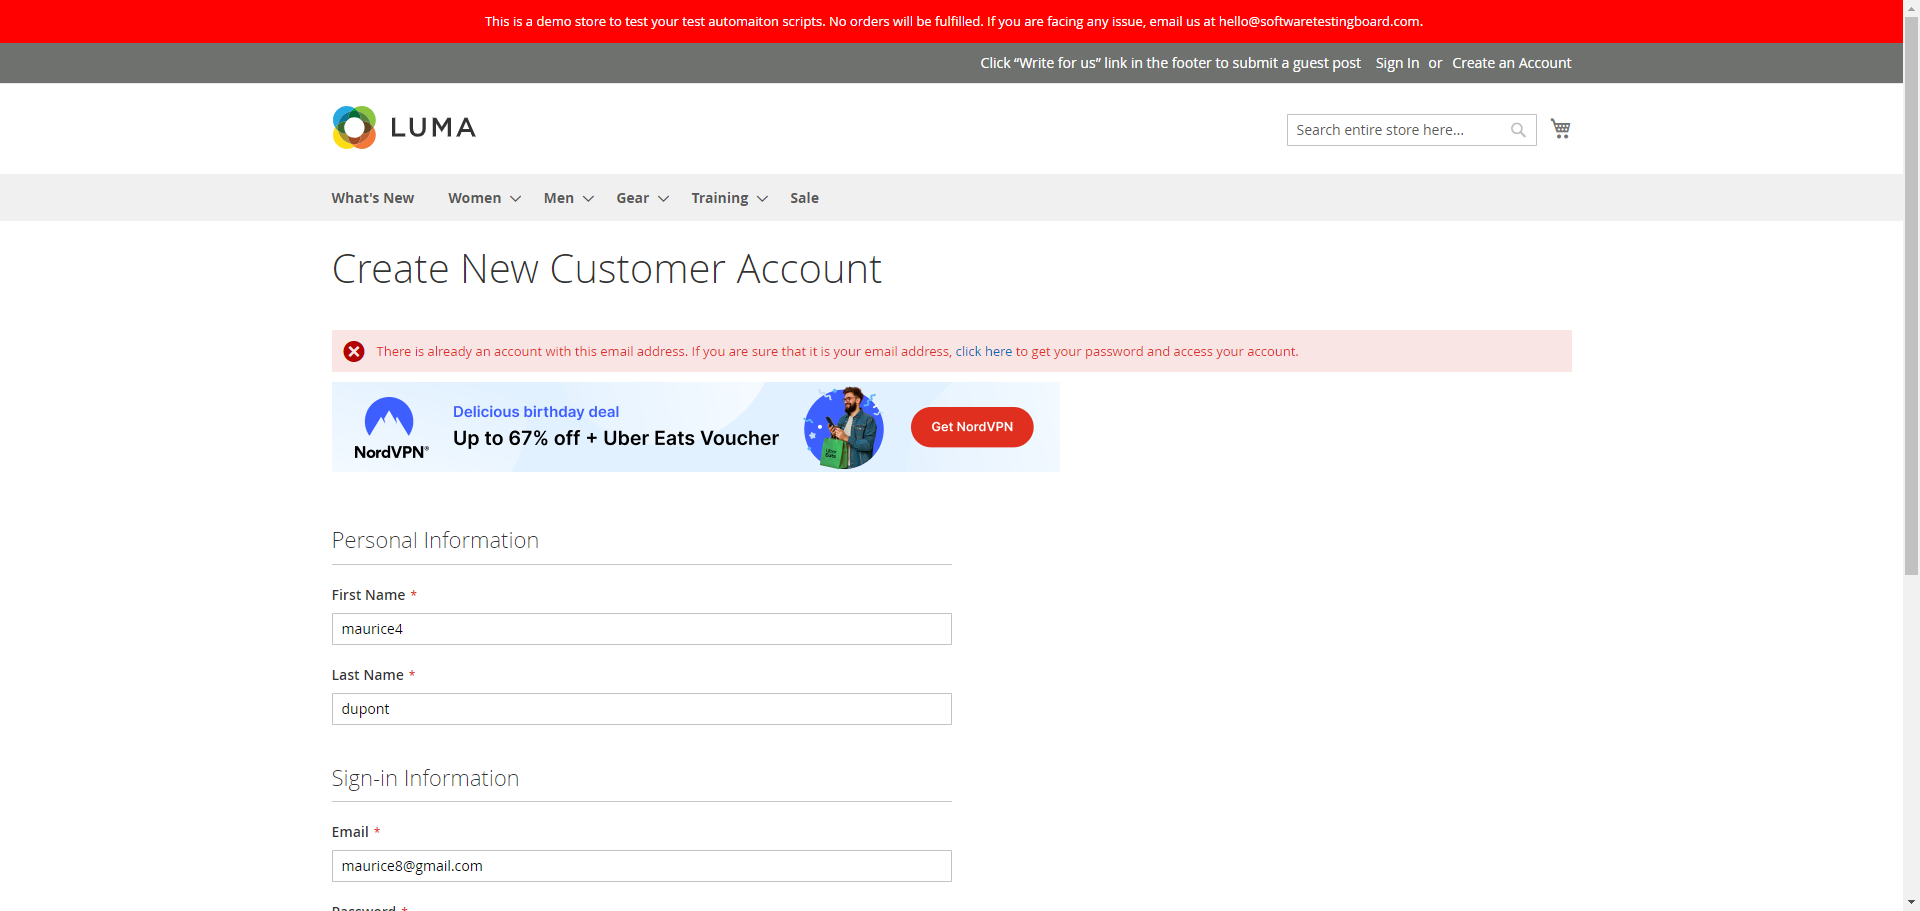 This is a demo store to test your test automaiton scripts. No orders will be fulfilled. If you are facing any issue, email us at hello@softwaretestingboard.com.
Click “Write for us” link in the footer to submit a guest post Sign In or Create an Account
LUMA
Search entire store here...
What's New Women Men Gear Training Sale
Create New Customer Account
There is already an account with this email address. If you are sure that it is your email address, click here to get your password and access your account.
NordVPN®
Delicious birthday deal
Up to 67% off + Uber Eats Voucher
Uber Eats
Get NordVPN
Personal Information
First Name *
maurice4
Last Name *
dupont
Sign-in Information
Email *
maurice8@gmail.com
Password *